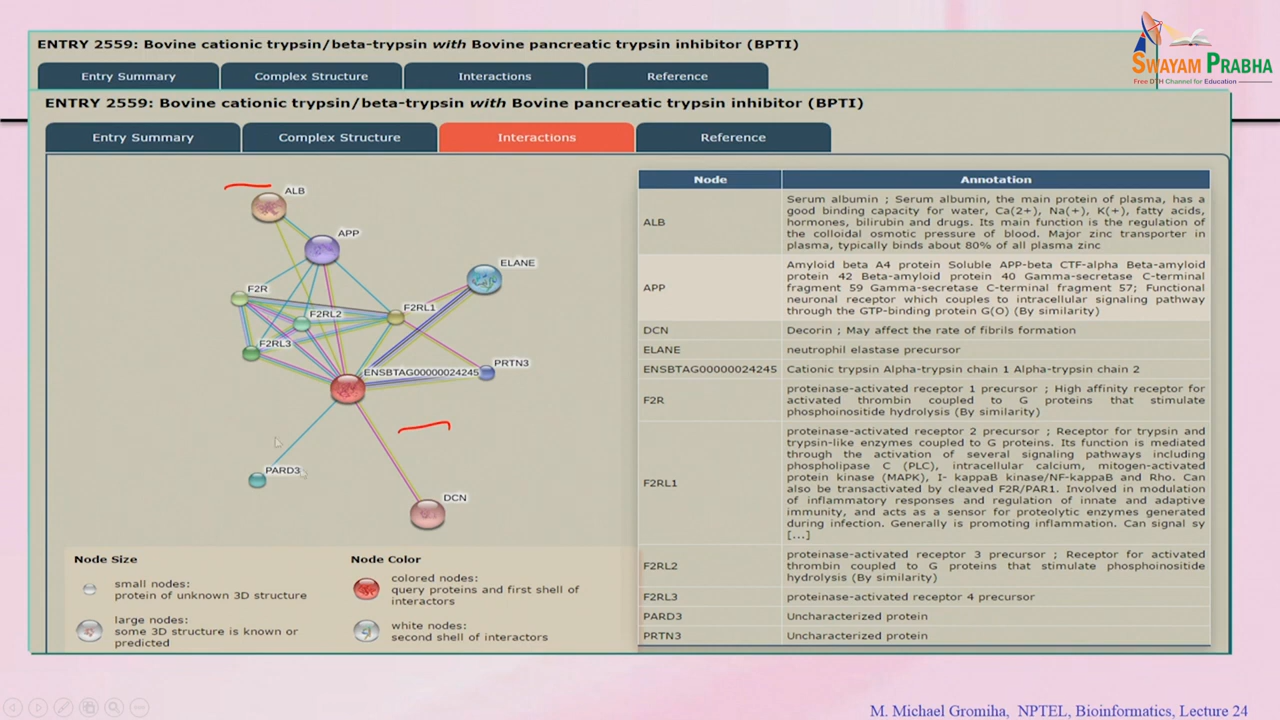 SWAYAM PRABHA
Free DTH Channel for Education
ENTRY 2559: Bovine cationic trypsin/beta-trypsin with Bovine pancreatic trypsin inhibitor (BPTI)
Entry Summary Complex Structure Interactions Reference
ENTRY 2559: Bovine cationic trypsin/beta-trypsin with Bovine pancreatic trypsin inhibitor (BPTI)
Entry Summary Complex Structure Interactions Reference
ALB
APP
ELANE
F2R
F2RL1
F2RL2
F2RL3
PRTN3
ENSBTAG00000024245
PARD3
DCN
Node Size
small nodes:
protein of unknown 3D structure
large nodes:
some 3D structure is known or
predicted
Node Color
colored nodes:
query proteins and first shell of
interactors
white nodes:
second shell of interactors
Node Annotation
ALB
Serum albumin ; Serum albumin, the main protein of plasma, has a
good binding capacity for water, Ca(2+), Na(+), K(+), fatty acids,
hormones, bilirubin and drugs. Its main function is the regulation of
the colloidal osmotic pressure of blood. Major zinc transporter in
plasma, typically binds about 80% of all plasma zinc
APP
Amyloid beta A4 protein Soluble APP-beta CTF-alpha Beta-amyloid
protein 42 Beta-amyloid protein 40 Gamma-secretase C-terminal
fragment 59 Gamma-secretase C-terminal fragment 57; Functional
neuronal receptor which couples to intracellular signaling pathway
through the GTP-binding protein G(O) (By similarity)
DCN Decorin ; May affect the rate of fibrils formation
ELANE neutrophil elastase precursor
ENSBTAG00000024245 Cationic trypsin Alpha-trypsin chain 1 Alpha-trypsin chain 2
F2R
proteinase-activated receptor 1 precursor ; High affinity receptor for
activated thrombin coupled to G proteins that stimulate
phosphoinositide hydrolysis (By similarity)
F2RL1
proteinase-activated receptor 2 precursor ; Receptor for trypsin and
trypsin-like enzymes coupled to G proteins. Its function is mediated
through the activation of several signaling pathways including
phospholipase C (PLC), intracellular calcium, mitogen-activated
protein kinase (MAPK), I- kappaB kinase/NF-kappaB and Rho. Can
also be transactivated by cleaved F2R/PAR1. Involved in modulation
of inflammatory responses and regulation of innate and adaptive
immunity, and acts as a sensor for proteolytic enzymes generated
during infection. Generally is promoting inflammation. Can signal sy
[...]
F2RL2
proteinase-activated receptor 3 precursor ; Receptor for activated
thrombin coupled to G proteins that stimulate phosphoinositide
hydrolysis (By similarity)
F2RL3 proteinase-activated receptor 4 precursor
PARD3 Uncharacterized protein
PRTN3 Uncharacterized protein
M. Michael Gromiha, NPTEL, Bioinformatics, Lecture 24